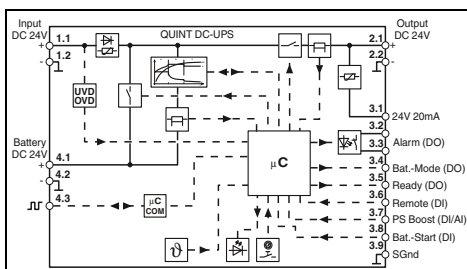 Input
DC 24V
+
1.1
1.2
-
QUINT DC-UPS
Output
DC 24V
2.1
+
2.2
-
UVD
OVD
3.1
24V 20mA
3.2
Alarm (DO)
3.3
3.4
Bat.-Mode (DO)
3.5
Ready (DO)
3.6
Remote (DI)
3.7
PS Boost (DI/AI)
3.8
Bat.-Start (DI)
3.9
SGnd
Battery
DC 24V
+
4.1
-
4.2
4.3
µC
COM
µC
ϑ